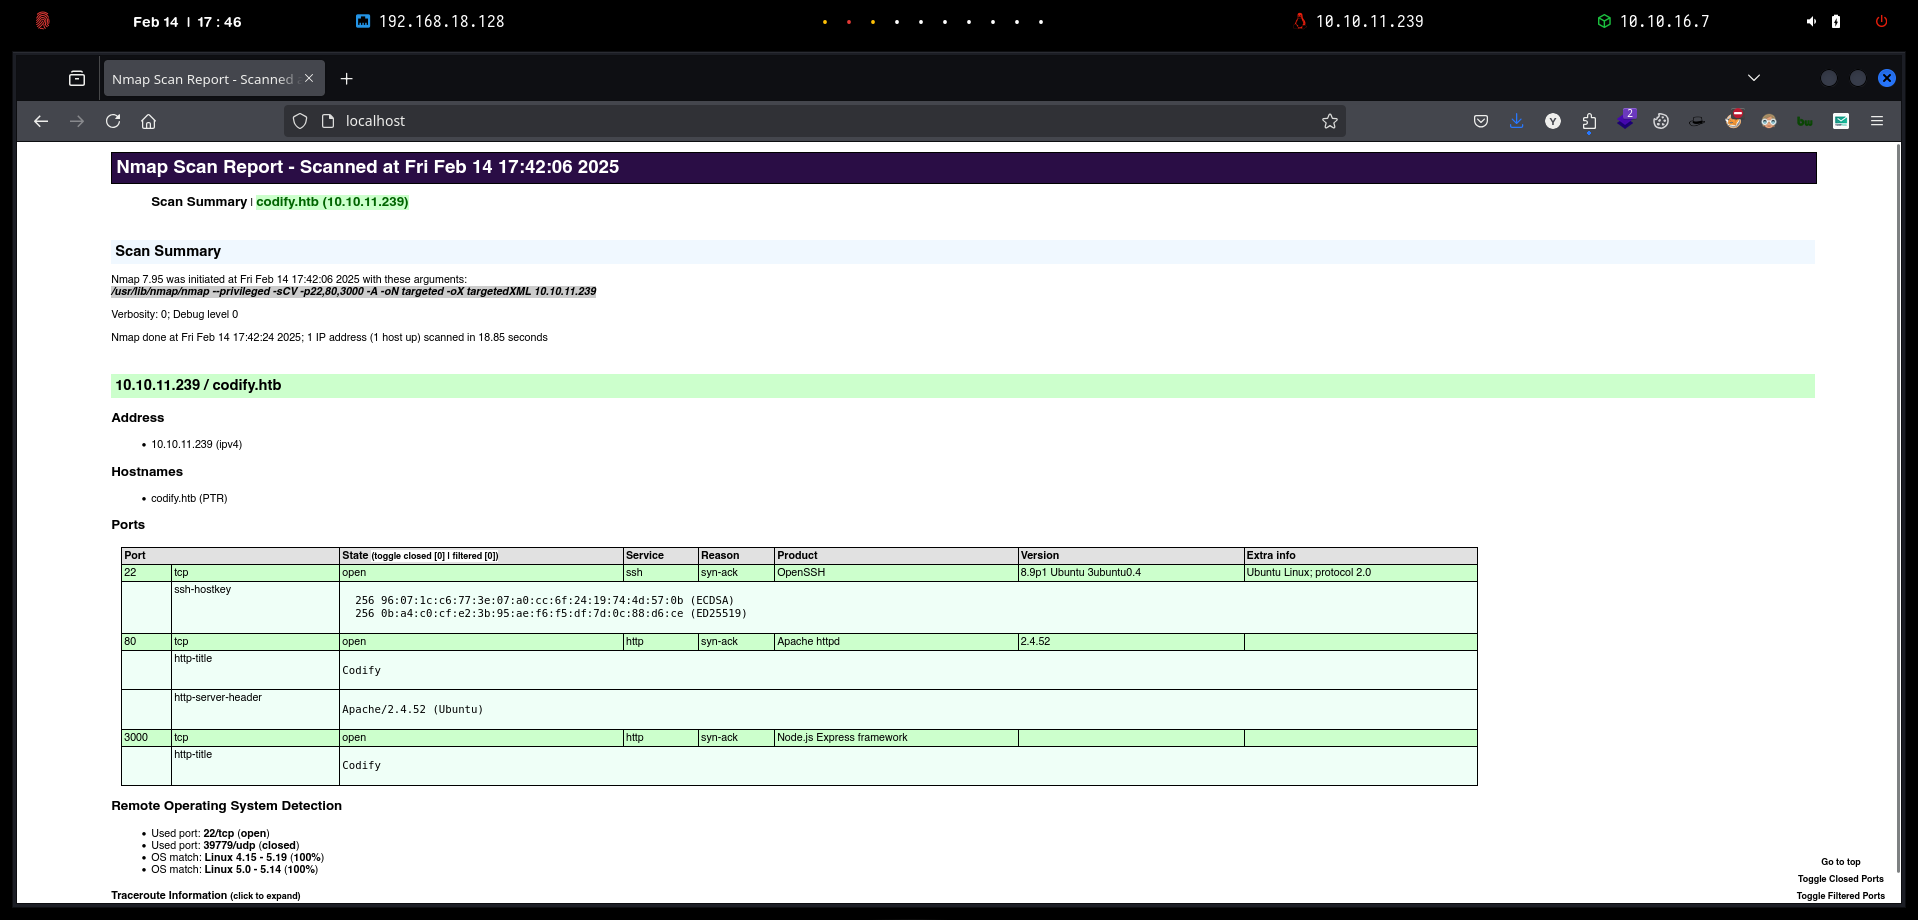 Feb 14 | 17 : 46 192.168.18.128 10.10.11.239 10.10.16.7
Nmap Scan Report - Scanned
localhost
2
Y
bw
Nmap Scan Report - Scanned at Fri Feb 14 17:42:06 2025
Scan Summary | codify.htb (10.10.11.239)
Scan Summary
Nmap 7.95 was initiated at Fri Feb 14 17:42:06 2025 with these arguments:
/usr/lib/nmap/nmap --privileged -sCV -p22,80,3000 -A -oN targeted -oX targetedXML 10.10.11.239
Verbosity: 0; Debug level 0
Nmap done at Fri Feb 14 17:42:24 2025; 1 IP address (1 host up) scanned in 18.85 seconds
10.10.11.239 / codify.htb
Address
• 10.10.11.239 (ipv4)
Hostnames
• codify.htb (PTR)
Ports
Port State (toggle closed [0] | filtered [0]) Service Reason Product Version Extra info
22 tcp open ssh syn-ack OpenSSH 8.9p1 Ubuntu 3ubuntu0.4 Ubuntu Linux; protocol 2.0
ssh-hostkey
256 96:07:1c:c6:77:3e:07:a0:cc:6f:24:19:74:4d:57:0b (ECDSA)
256 0b:a4:c0:cf:e2:3b:95:ae:f6:f5:df:7d:0c:88:d6:ce (ED25519)
80 tcp open http syn-ack Apache httpd 2.4.52
http-title
Codify
http-server-header
Apache/2.4.52 (Ubuntu)
3000 tcp open http syn-ack Node.js Express framework
http-title
Codify
Remote Operating System Detection
• Used port: 22/tcp (open)
• Used port: 39779/udp (closed)
• OS match: Linux 4.15 - 5.19 (100%)
• OS match: Linux 5.0 - 5.14 (100%)
Traceroute Information (click to expand)
Go to top
Toggle Closed Ports
Toggle Filtered Ports